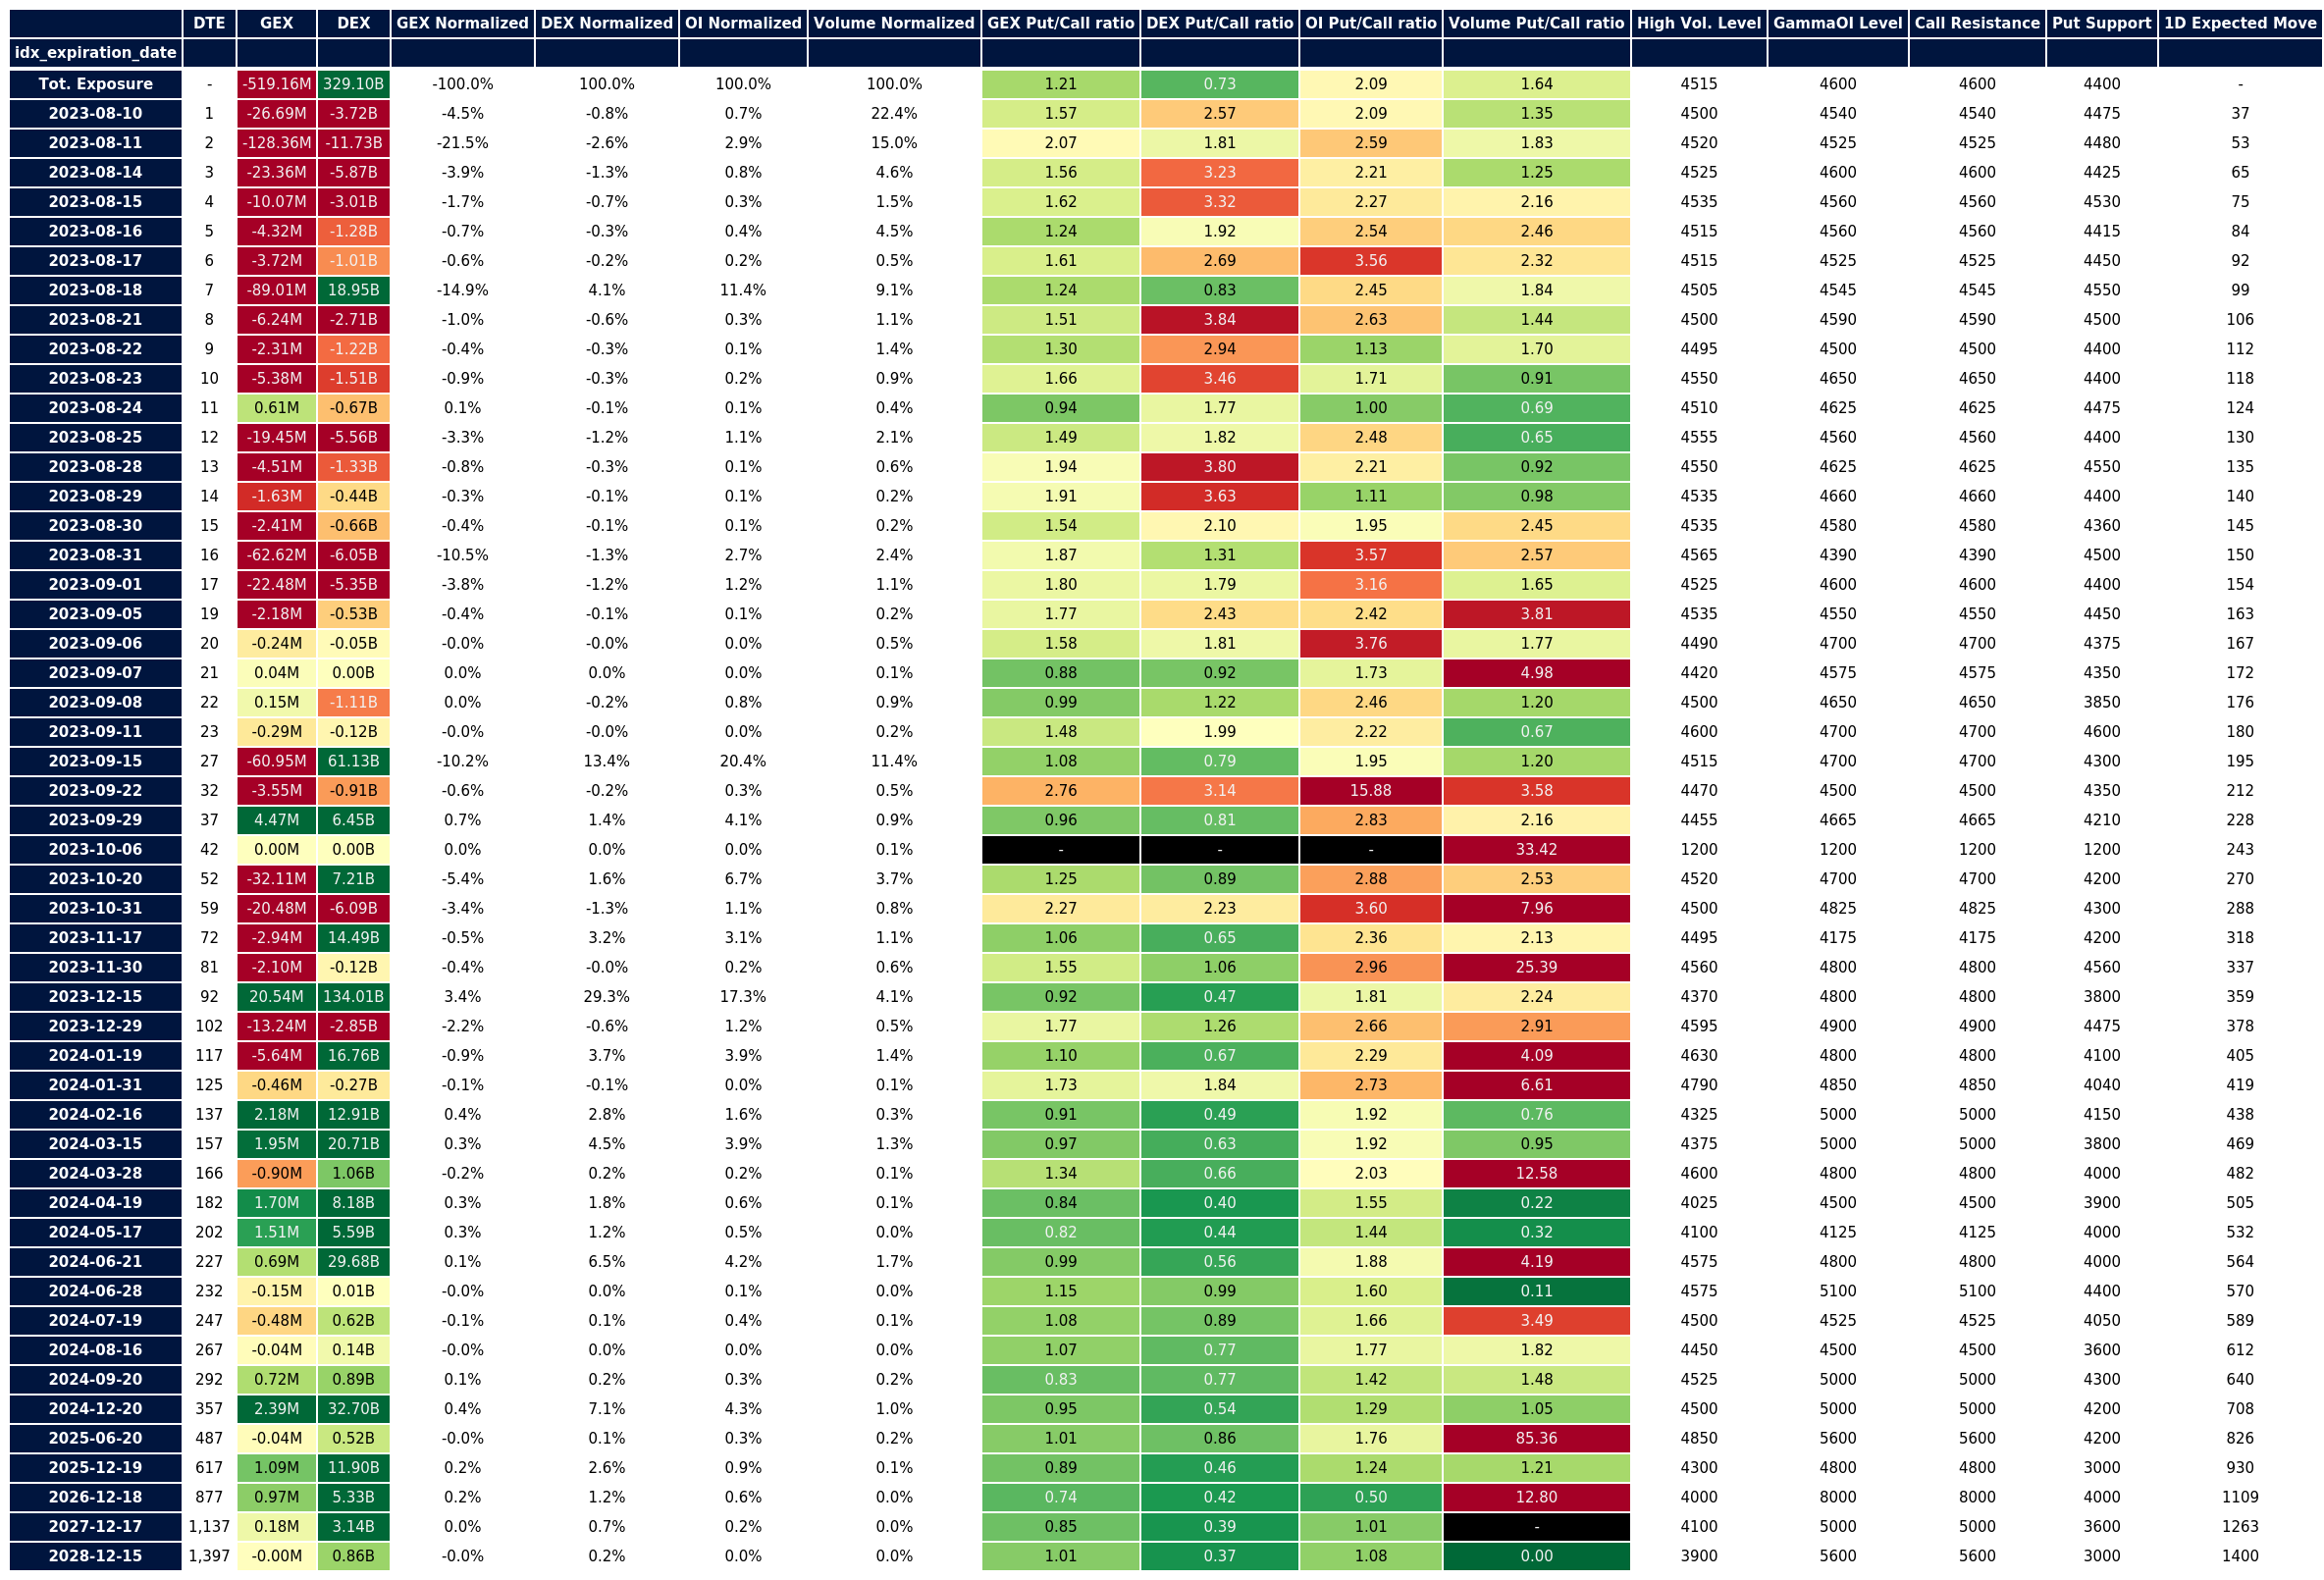 DTE GEX DEX GEX Normalized DEX Normalized OI Normalized Volume Normalized GEX Put/Call ratio DEX Put/Call ratio OI Put/Call ratio Volume Put/Call ratio High Vol. Level GammaOI Level Call Resistance Put Support 1D Expected Move
idx_expiration_date
Tot. Exposure - -519.16M 329.10B -100.0% 100.0% 100.0% 100.0% 1.21 0.73 2.09 1.64 4515 4600 4600 4400 -
2023-08-10 1 -26.69M -3.72B -4.5% -0.8% 0.7% 22.4% 1.57 2.57 2.09 1.35 4500 4540 4540 4475 37
2023-08-11 2 -128.36M -11.73B -21.5% -2.6% 2.9% 15.0% 2.07 1.81 2.59 1.83 4520 4525 4525 4480 53
2023-08-14 3 -23.36M -5.87B -3.9% -1.3% 0.8% 4.6% 1.56 3.23 2.21 1.25 4525 4600 4600 4425 65
2023-08-15 4 -10.07M -3.01B -1.7% -0.7% 0.3% 1.5% 1.62 3.32 2.27 2.16 4535 4560 4560 4530 75
2023-08-16 5 -4.32M -1.28B -0.7% -0.3% 0.4% 4.5% 1.24 1.92 2.54 2.46 4515 4560 4560 4415 84
2023-08-17 6 -3.72M -1.01B -0.6% -0.2% 0.2% 0.5% 1.61 2.69 3.56 2.32 4515 4525 4525 4450 92
2023-08-18 7 -89.01M 18.95B -14.9% 4.1% 11.4% 9.1% 1.24 0.83 2.45 1.84 4505 4545 4545 4550 99
2023-08-21 8 -6.24M -2.71B -1.0% -0.6% 0.3% 1.1% 1.51 3.84 2.63 1.44 4500 4590 4590 4500 106
2023-08-22 9 -2.31M -1.22B -0.4% -0.3% 0.1% 1.4% 1.30 2.94 1.13 1.70 4495 4500 4500 4400 112
2023-08-23 10 -5.38M -1.51B -0.9% -0.3% 0.2% 0.9% 1.66 3.46 1.71 0.91 4550 4650 4650 4400 118
2023-08-24 11 0.61M -0.67B 0.1% -0.1% 0.1% 0.4% 0.94 1.77 1.00 0.69 4510 4625 4625 4475 124
2023-08-25 12 -19.45M -5.56B -3.3% -1.2% 1.1% 2.1% 1.49 1.82 2.48 0.65 4555 4560 4560 4400 130
2023-08-28 13 -4.51M -1.33B -0.8% -0.3% 0.1% 0.6% 1.94 3.80 2.21 0.92 4550 4625 4625 4550 135
2023-08-29 14 -1.63M -0.44B -0.3% -0.1% 0.1% 0.2% 1.91 3.63 1.11 0.98 4535 4660 4660 4400 140
2023-08-30 15 -2.41M -0.66B -0.4% -0.1% 0.1% 0.2% 1.54 2.10 1.95 2.45 4535 4580 4580 4360 145
2023-08-31 16 -62.62M -6.05B -10.5% -1.3% 2.7% 2.4% 1.87 1.31 3.57 2.57 4565 4390 4390 4500 150
2023-09-01 17 -22.48M -5.35B -3.8% -1.2% 1.2% 1.1% 1.80 1.79 3.16 1.65 4525 4600 4600 4400 154
2023-09-05 19 -2.18M -0.53B -0.4% -0.1% 0.1% 0.2% 1.77 2.43 2.42 3.81 4535 4550 4550 4450 163
2023-09-06 20 -0.24M -0.05B -0.0% -0.0% 0.0% 0.5% 1.58 1.81 3.76 1.77 4490 4700 4700 4375 167
2023-09-07 21 0.04M 0.00B 0.0% 0.0% 0.0% 0.1% 0.88 0.92 1.73 4.98 4420 4575 4575 4350 172
2023-09-08 22 0.15M -1.11B 0.0% -0.2% 0.8% 0.9% 0.99 1.22 2.46 1.20 4500 4650 4650 3850 176
2023-09-11 23 -0.29M -0.12B -0.0% -0.0% 0.0% 0.2% 1.48 1.99 2.22 0.67 4600 4700 4700 4600 180
2023-09-15 27 -60.95M 61.13B -10.2% 13.4% 20.4% 11.4% 1.08 0.79 1.95 1.20 4515 4700 4700 4300 195
2023-09-22 32 -3.55M -0.91B -0.6% -0.2% 0.3% 0.5% 2.76 3.14 15.88 3.58 4470 4500 4500 4350 212
2023-09-29 37 4.47M 6.45B 0.7% 1.4% 4.1% 0.9% 0.96 0.81 2.83 2.16 4455 4665 4665 4210 228
2023-10-06 42 0.00M 0.00B 0.0% 0.0% 0.0% 0.1% - - - 33.42 1200 1200 1200 1200 243
2023-10-20 52 -32.11M 7.21B -5.4% 1.6% 6.7% 3.7% 1.25 0.89 2.88 2.53 4520 4700 4700 4200 270
2023-10-31 59 -20.48M -6.09B -3.4% -1.3% 1.1% 0.8% 2.27 2.23 3.60 7.96 4500 4825 4825 4300 288
2023-11-17 72 -2.94M 14.49B -0.5% 3.2% 3.1% 1.1% 1.06 0.65 2.36 2.13 4495 4175 4175 4200 318
2023-11-30 81 -2.10M -0.12B -0.4% -0.0% 0.2% 0.6% 1.55 1.06 2.96 25.39 4560 4800 4800 4560 337
2023-12-15 92 20.54M 134.01B 3.4% 29.3% 17.3% 4.1% 0.92 0.47 1.81 2.24 4370 4800 4800 3800 359
2023-12-29 102 -13.24M -2.85B -2.2% -0.6% 1.2% 0.5% 1.77 1.26 2.66 2.91 4595 4900 4900 4475 378
2024-01-19 117 -5.64M 16.76B -0.9% 3.7% 3.9% 1.4% 1.10 0.67 2.29 4.09 4630 4800 4800 4100 405
2024-01-31 125 -0.46M -0.27B -0.1% -0.1% 0.0% 0.1% 1.73 1.84 2.73 6.61 4790 4850 4850 4040 419
2024-02-16 137 2.18M 12.91B 0.4% 2.8% 1.6% 0.3% 0.91 0.49 1.92 0.76 4325 5000 5000 4150 438
2024-03-15 157 1.95M 20.71B 0.3% 4.5% 3.9% 1.3% 0.97 0.63 1.92 0.95 4375 5000 5000 3800 469
2024-03-28 166 -0.90M 1.06B -0.2% 0.2% 0.2% 0.1% 1.34 0.66 2.03 12.58 4600 4800 4800 4000 482
2024-04-19 182 1.70M 8.18B 0.3% 1.8% 0.6% 0.1% 0.84 0.40 1.55 0.22 4025 4500 4500 3900 505
2024-05-17 202 1.51M 5.59B 0.3% 1.2% 0.5% 0.0% 0.82 0.44 1.44 0.32 4100 4125 4125 4000 532
2024-06-21 227 0.69M 29.68B 0.1% 6.5% 4.2% 1.7% 0.99 0.56 1.88 4.19 4575 4800 4800 4000 564
2024-06-28 232 -0.15M 0.01B -0.0% 0.0% 0.1% 0.0% 1.15 0.99 1.60 0.11 4575 5100 5100 4400 570
2024-07-19 247 -0.48M 0.62B -0.1% 0.1% 0.4% 0.1% 1.08 0.89 1.66 3.49 4500 4525 4525 4050 589
2024-08-16 267 -0.04M 0.14B -0.0% 0.0% 0.0% 0.0% 1.07 0.77 1.77 1.82 4450 4500 4500 3600 612
2024-09-20 292 0.72M 0.89B 0.1% 0.2% 0.3% 0.2% 0.83 0.77 1.42 1.48 4525 5000 5000 4300 640
2024-12-20 357 2.39M 32.70B 0.4% 7.1% 4.3% 1.0% 0.95 0.54 1.29 1.05 4500 5000 5000 4200 708
2025-06-20 487 -0.04M 0.52B -0.0% 0.1% 0.3% 0.2% 1.01 0.86 1.76 85.36 4850 5600 5600 4200 826
2025-12-19 617 1.09M 11.90B 0.2% 2.6% 0.9% 0.1% 0.89 0.46 1.24 1.21 4300 4800 4800 3000 930
2026-12-18 877 0.97M 5.33B 0.2% 1.2% 0.6% 0.0% 0.74 0.42 0.50 12.80 4000 8000 8000 4000 1109
2027-12-17 1,137 0.18M 3.14B 0.0% 0.7% 0.2% 0.0% 0.85 0.39 1.01 - 4100 5000 5000 3600 1263
2028-12-15 1,397 -0.00M 0.86B -0.0% 0.2% 0.0% 0.0% 1.01 0.37 1.08 0.00 3900 5600 5600 3000 1400